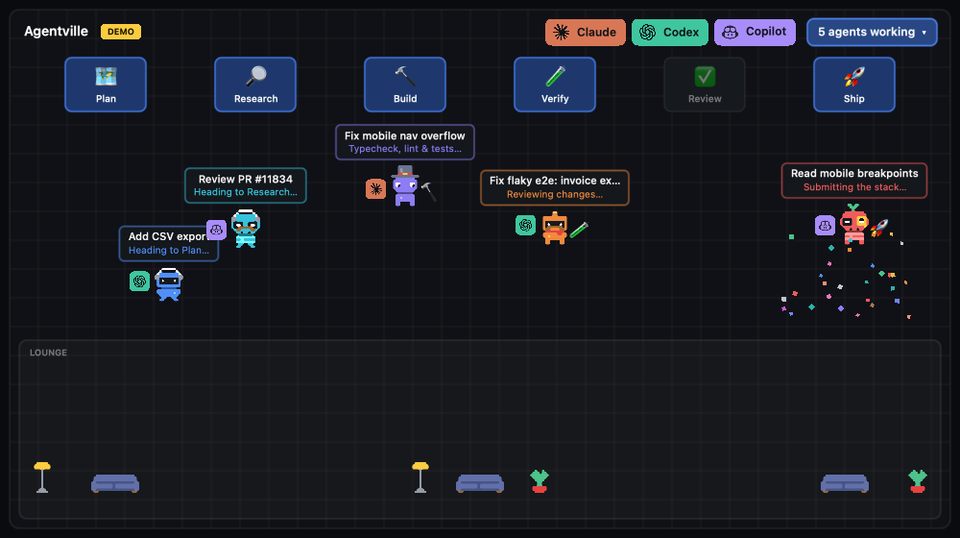 Agentville DEMO
Claude Codex Copilot 5 agents working
Plan Research Build Verify Review Ship
Fix mobile nav overflow
Typecheck, lint & tests...
Review PR #11834
Heading to Research...
Fix flaky e2e: invoice ex...
Reviewing changes...
Read mobile breakpoints
Submitting the stack...
Add CSV expor
Heading to Plan...
LOUNGE